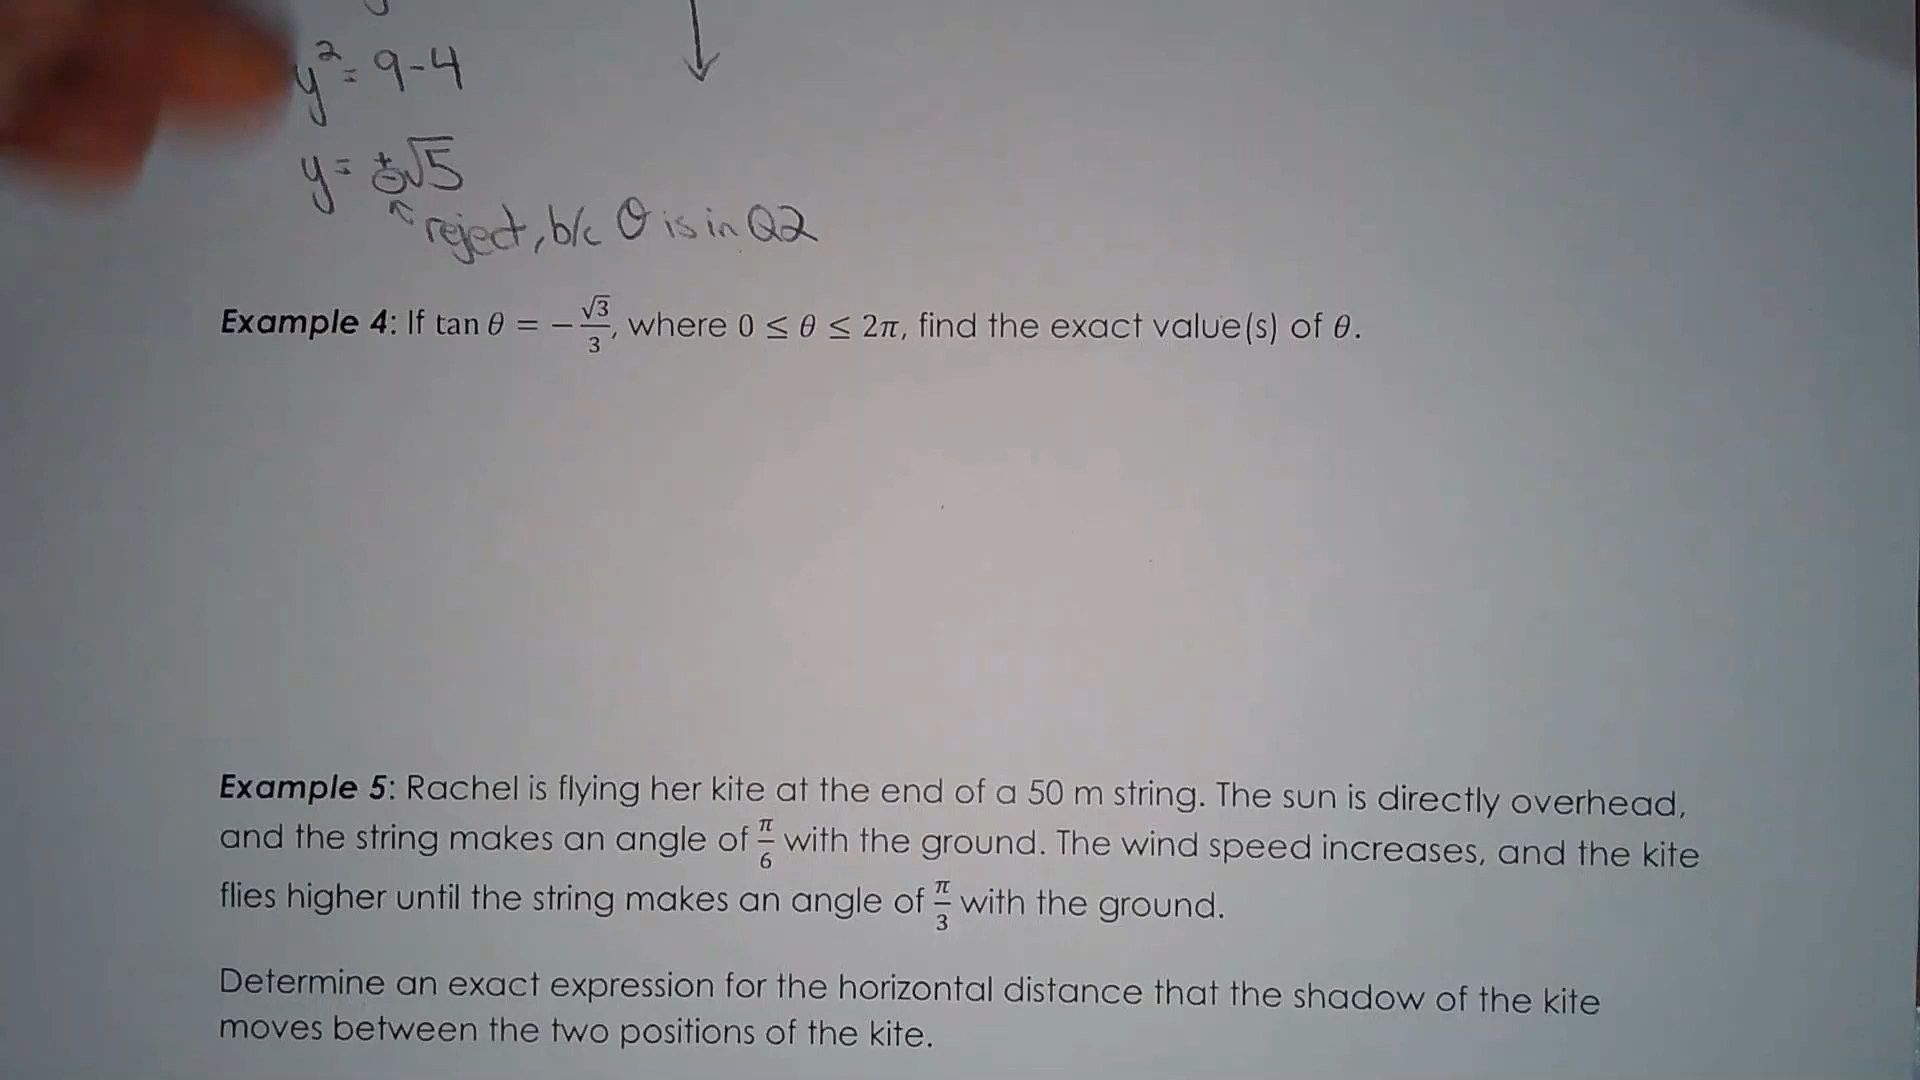 y² = 9-4
y = ±√5
reject, b/c θ is in Q2
Example 4: If tan θ = −√3/3, where 0 ≤ θ ≤ 2π, find the exact value(s) of θ.
Example 5: Rachel is flying her kite at the end of a 50 m string. The sun is directly overhead,
and the string makes an angle of π/6 with the ground. The wind speed increases, and the kite
flies higher until the string makes an angle of π/3 with the ground.
Determine an exact expression for the horizontal distance that the shadow of the kite
moves between the two positions of the kite.